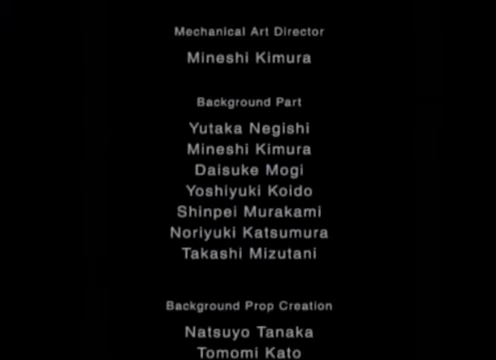 Mechanical Art Director
Mineshi Kimura
Background Part
Yutaka Negishi
Mineshi Kimura
Daisuke Mogi
Yoshiyuki Koido
Shinpei Murakami
Noriyuki Katsumura
Takashi Mizutani
Background Prop Creation
Natsuyo Tanaka
Tomomi Kato